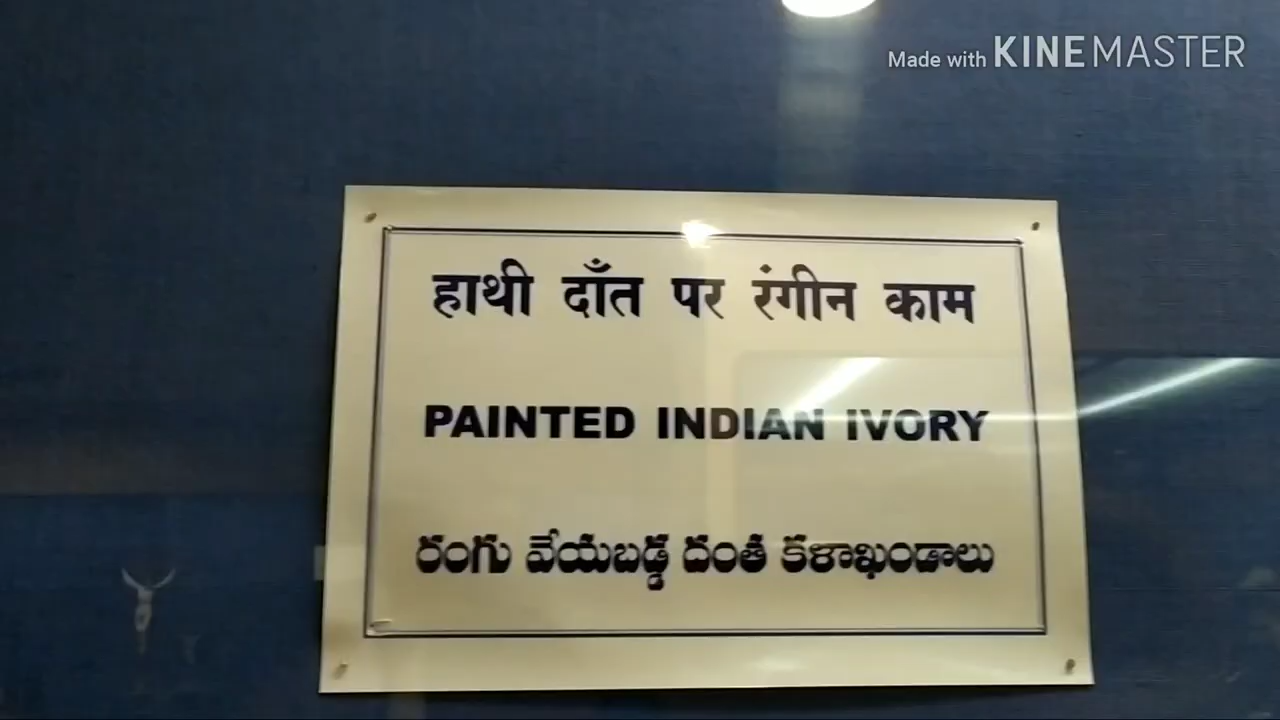 Made with KINEMASTER
हाथी दाँत पर रंगीन काम
PAINTED INDIAN IVORY
రంగు వేయబడ్డ దంత కళాఖండాలు